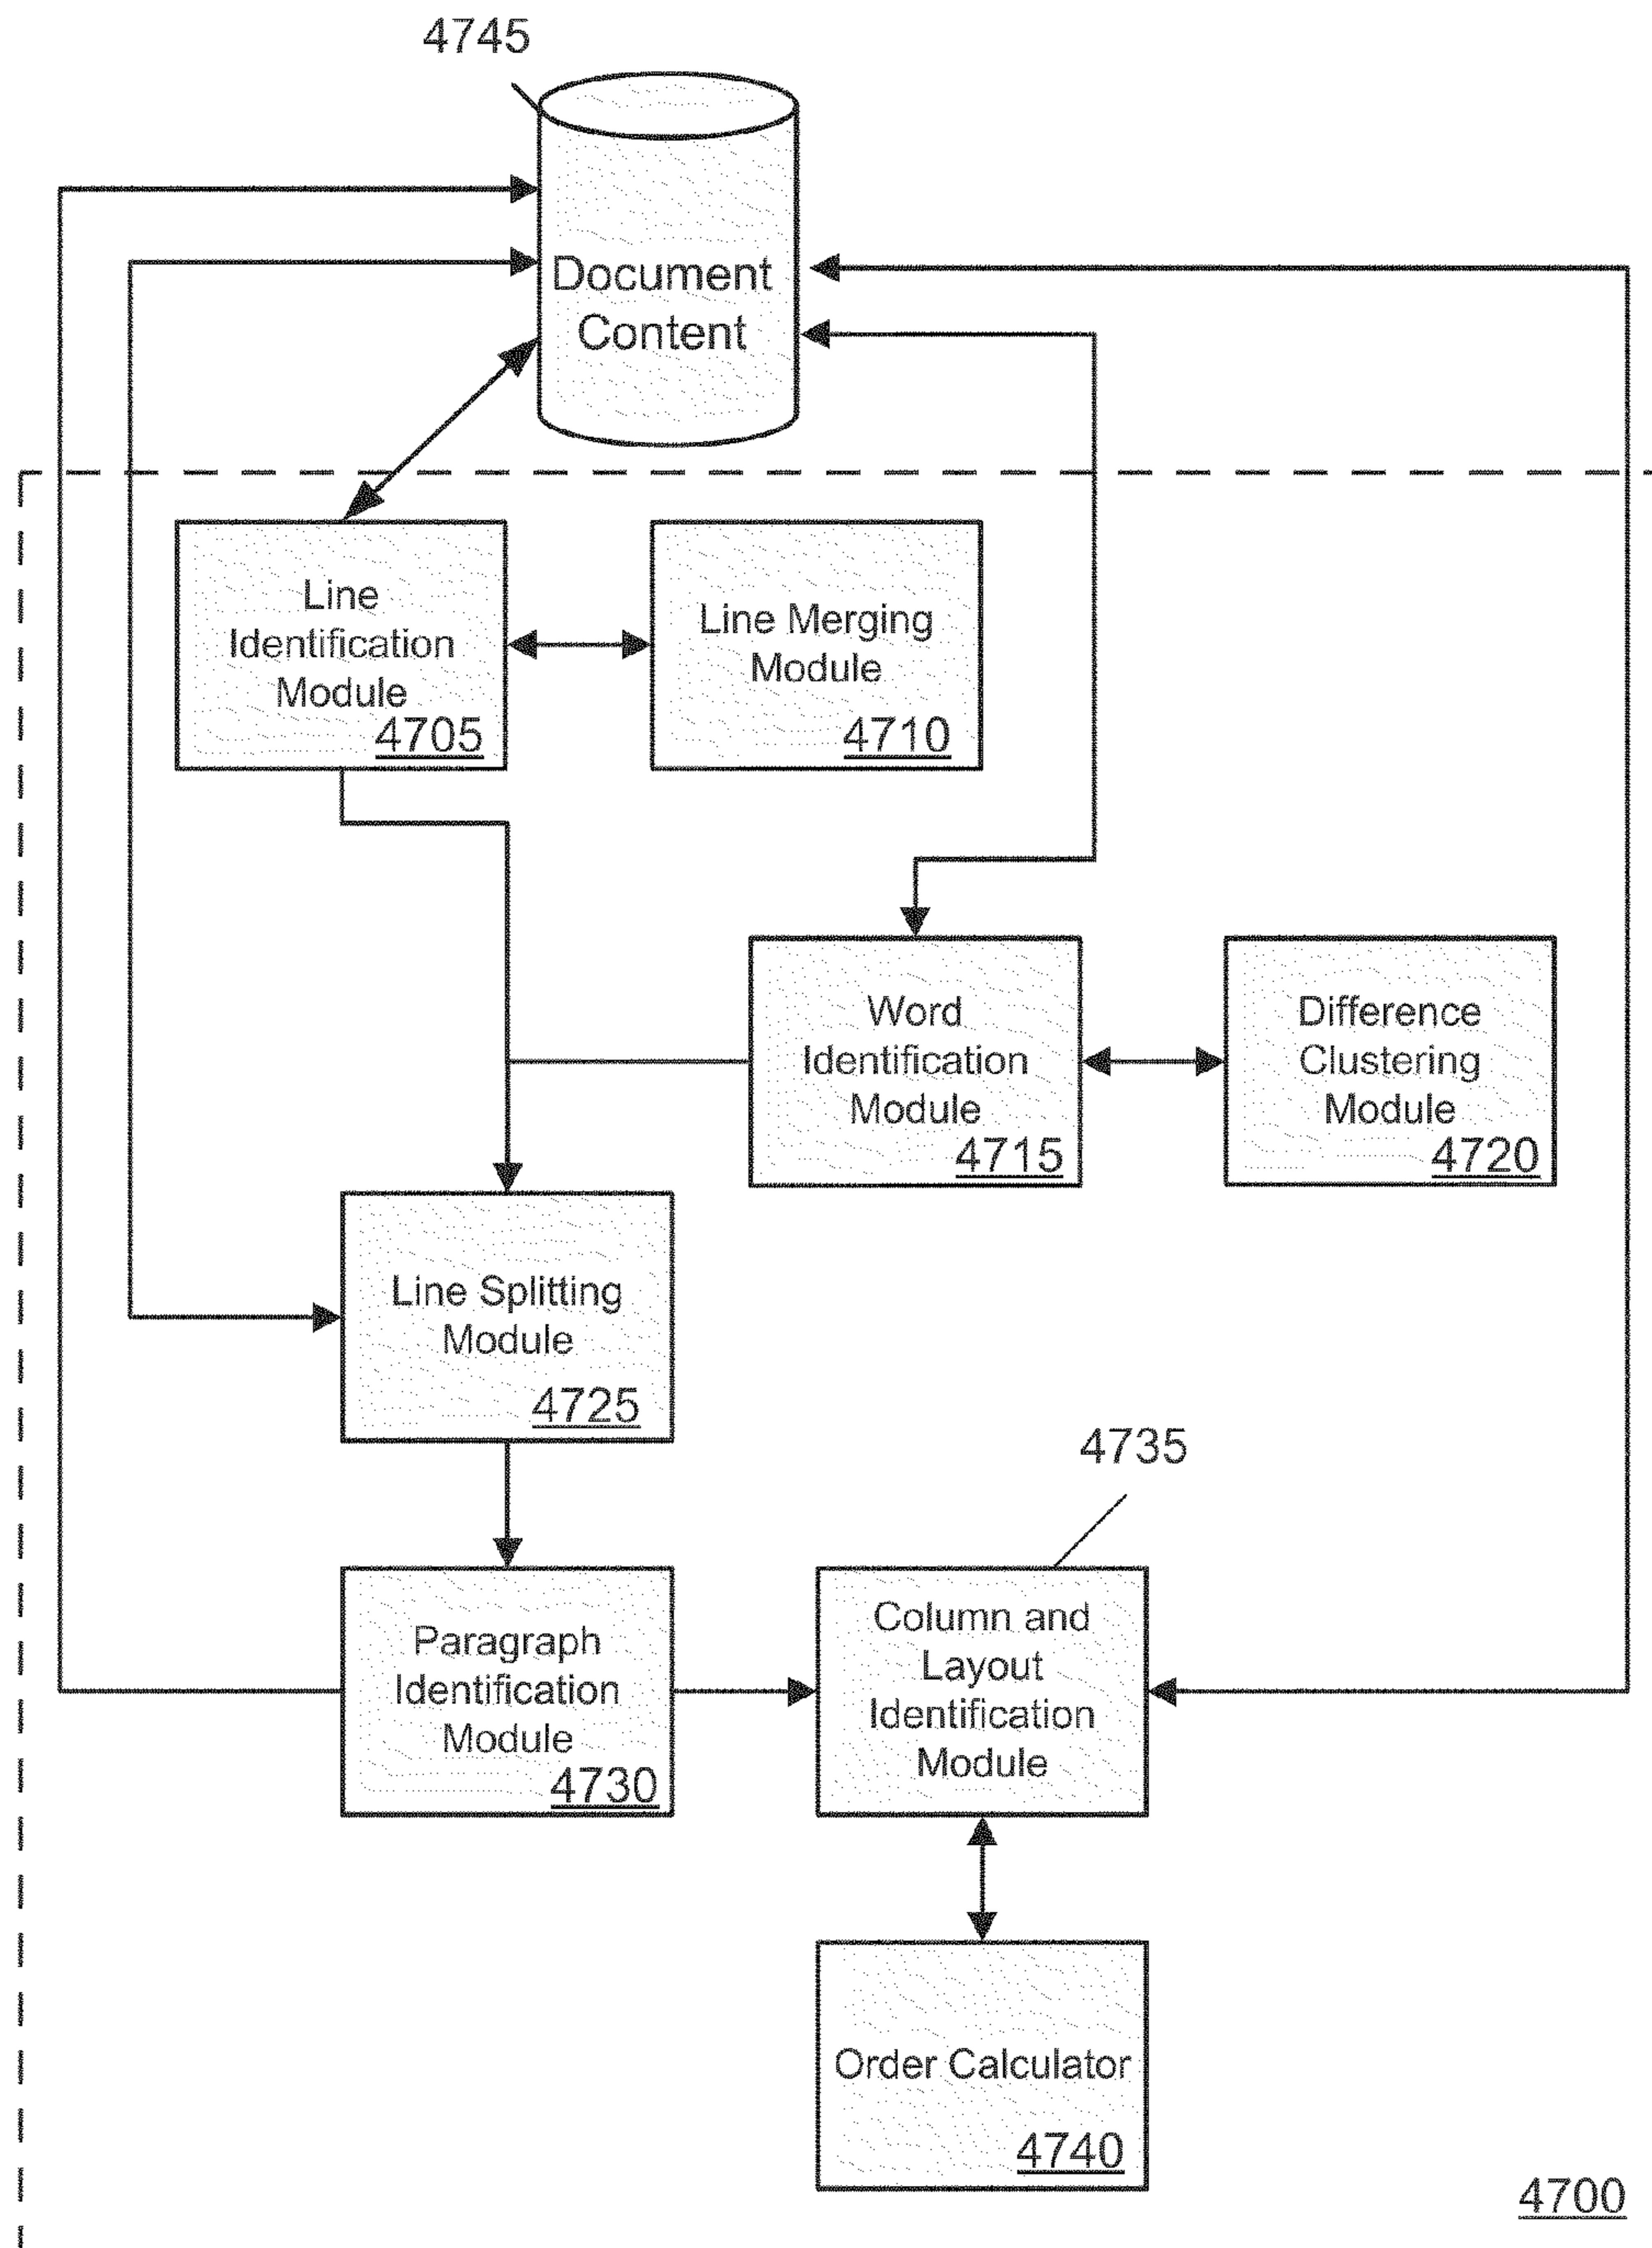 4745
Document
Content
Line
Identification
Module
4705
Line Merging
Module
4710
Word
Identification
Module
4715
Difference
Clustering
Module
4720
Line Splitting
Module
4725
4735
Paragraph
Identification
Module
4730
Column and
Layout
Identification
Module
Order Calculator
4740
4700